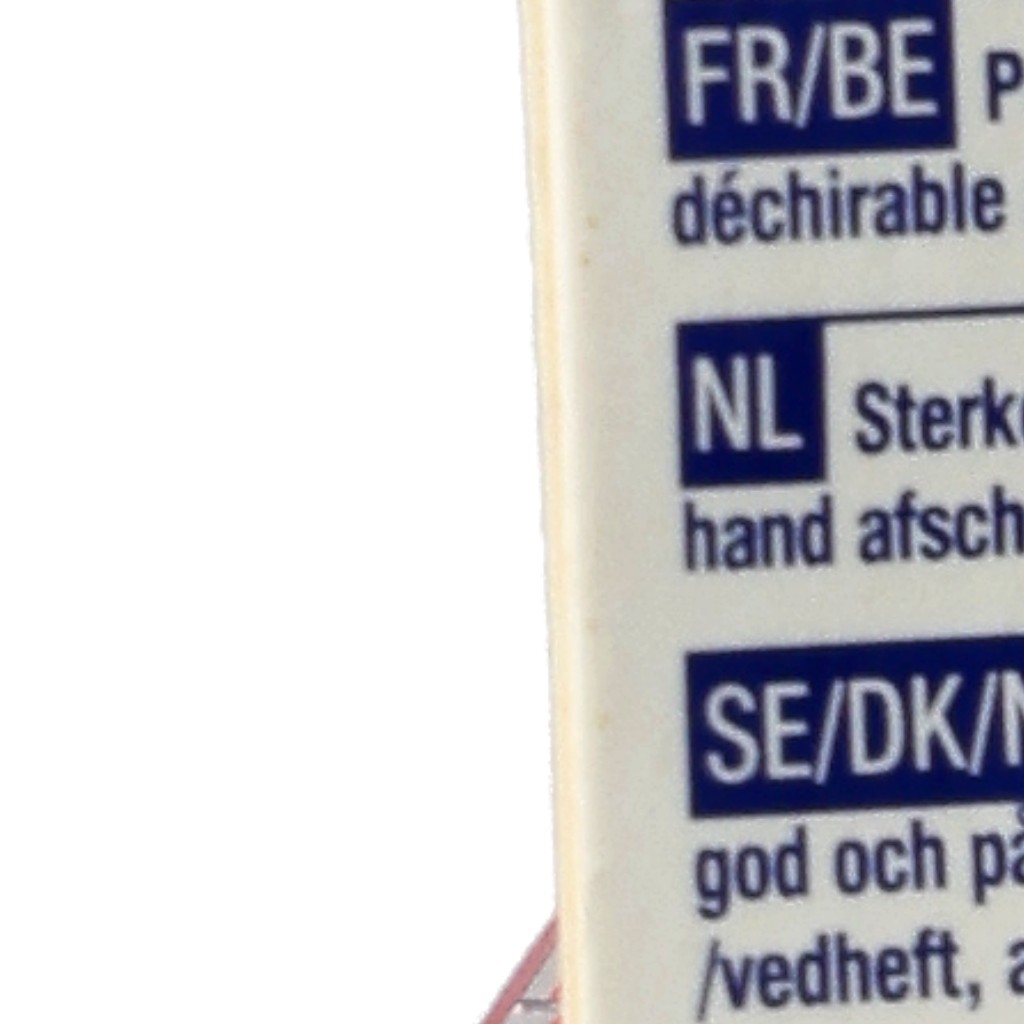 FR/BE P
déchirable
NL Sterk
hand afsch
SE/DK/
god och på
/vedheft, a